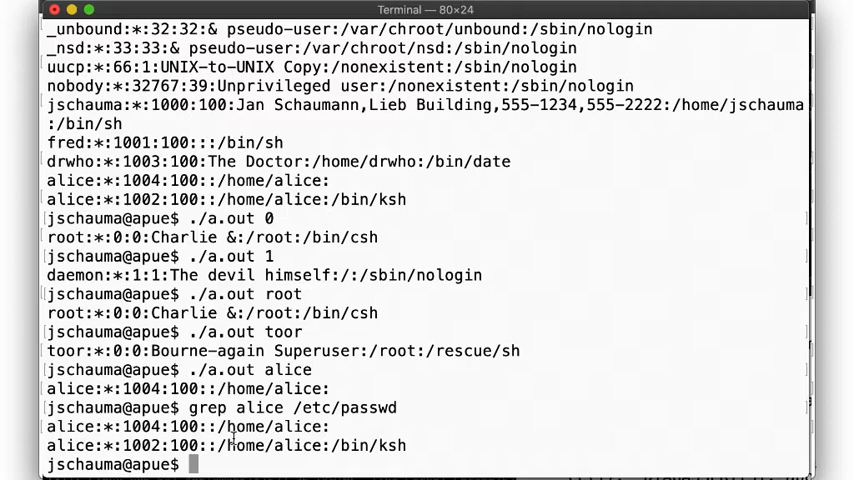 Terminal — 80×24
_unbound:*:32:32:& pseudo-user:/var/chroot/unbound:/sbin/nologin
_nsd:*:33:33:& pseudo-user:/var/chroot/nsd:/sbin/nologin
uucp:*:66:1:UNIX-to-UNIX Copy:/nonexistent:/sbin/nologin
nobody:*:32767:39:Unprivileged user:/nonexistent:/sbin/nologin
jschauma:*:1000:100:Jan Schaumann,Lieb Building,555-1234,555-2222:/home/jschauma
:/bin/sh
fred:*:1001:100:::/bin/sh
drwho:*:1003:100:The Doctor:/home/drwho:/bin/date
alice:*:1004:100::/home/alice:
alice:*:1002:100::/home/alice:/bin/ksh
jschauma@apue$ ./a.out 0
root:*:0:0:Charlie &:/root:/bin/csh
jschauma@apue$ ./a.out 1
daemon:*:1:1:The devil himself:/:/sbin/nologin
jschauma@apue$ ./a.out root
root:*:0:0:Charlie &:/root:/bin/csh
jschauma@apue$ ./a.out toor
toor:*:0:0:Bourne-again Superuser:/root:/rescue/sh
jschauma@apue$ ./a.out alice
alice:*:1004:100::/home/alice:
jschauma@apue$ grep alice /etc/passwd
alice:*:1004:100::/home/alice:
alice:*:1002:100::/home/alice:/bin/ksh
jschauma@apue$